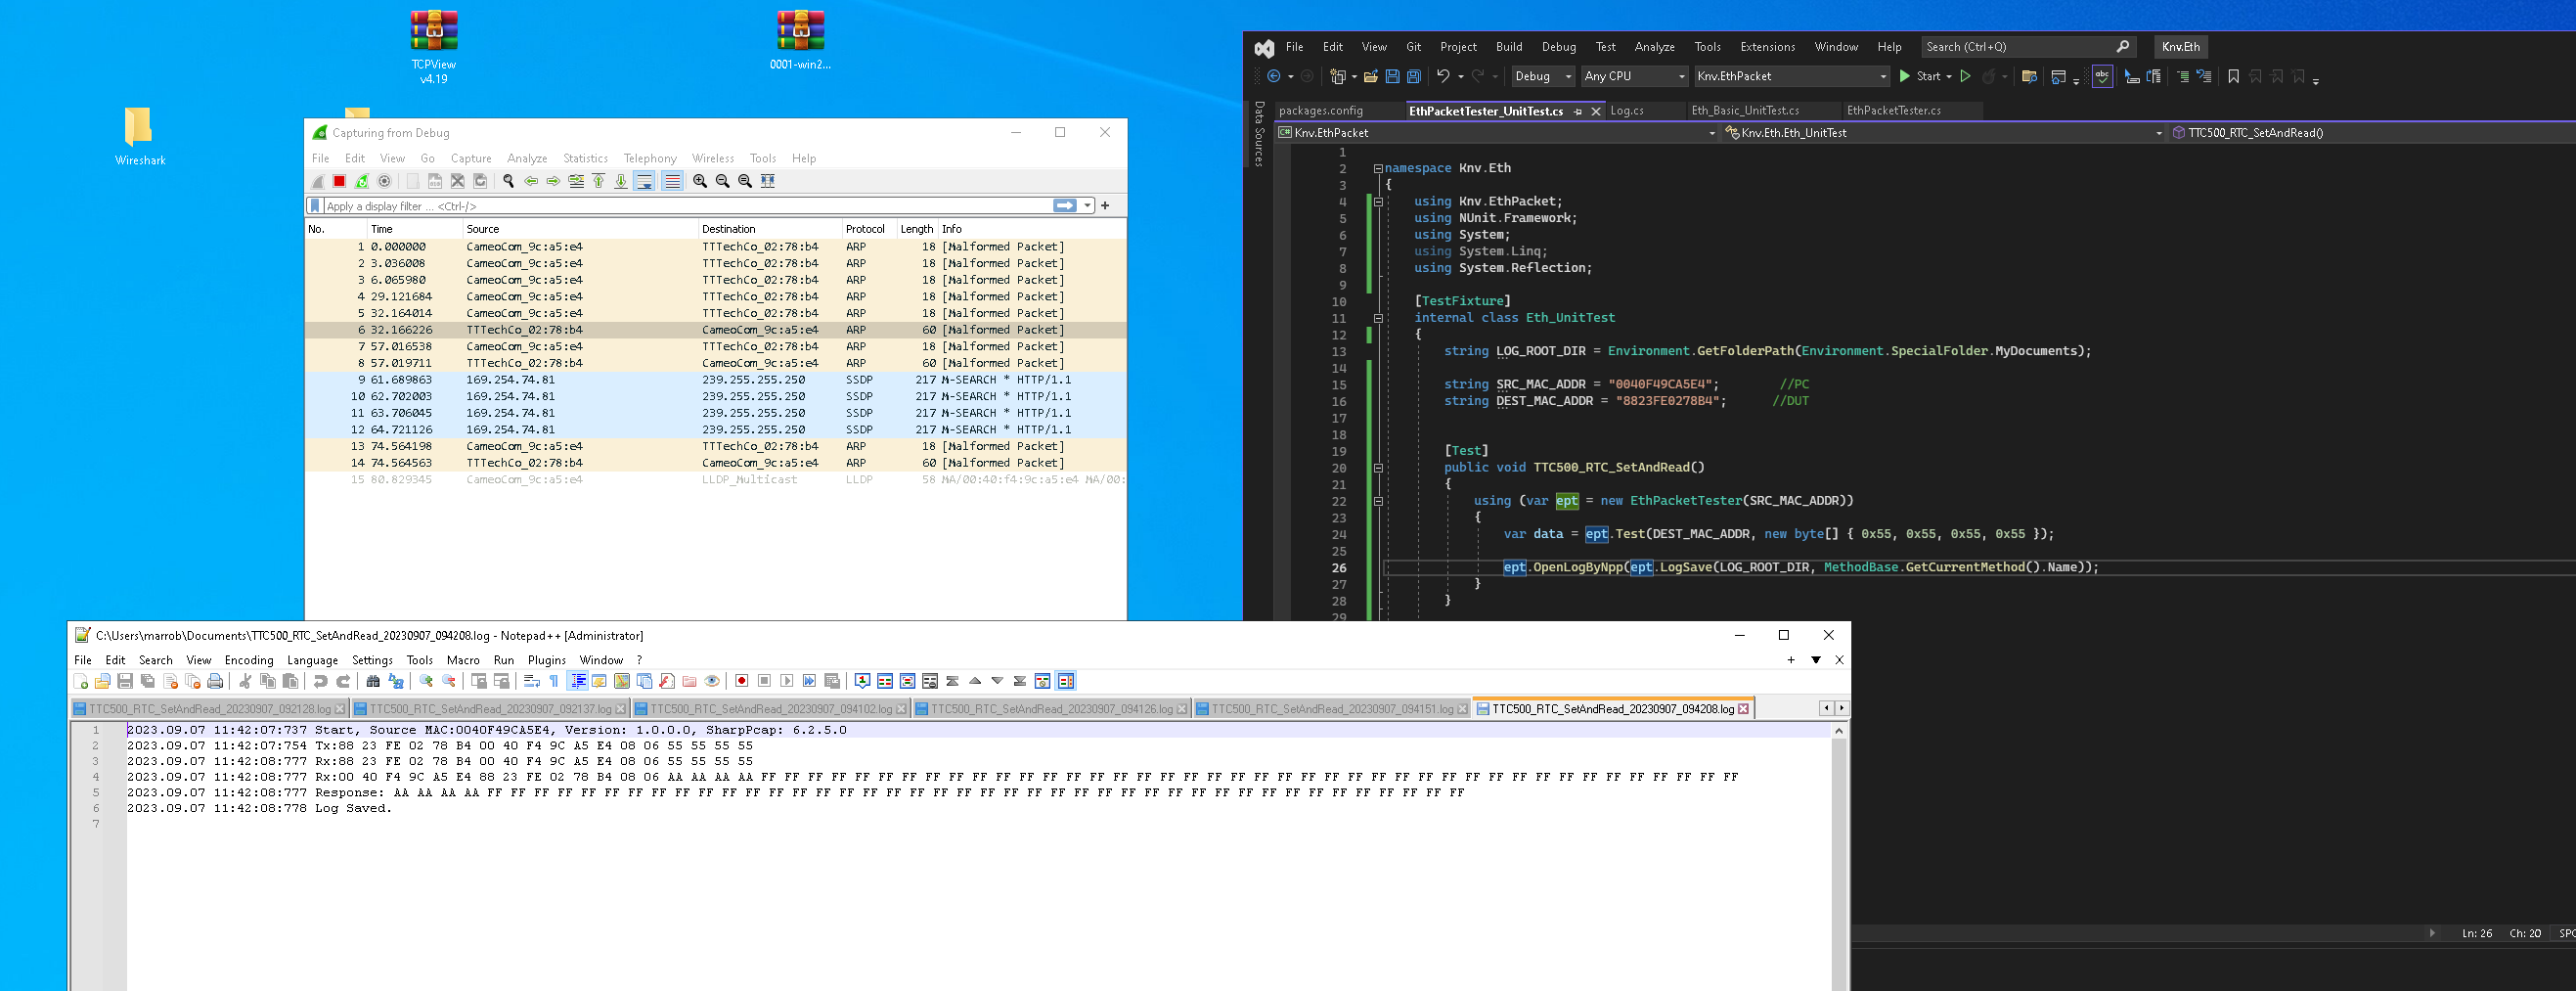 TCPView
v4.19
0001-win2...
Wireshark
Capturing from Debug
File Edit View Go Capture Analyze Statistics Telephony Wireless Tools Help
Apply a display filter ... <Ctrl-/>
No. Time Source Destination Protocol Length Info
1 0.000000 CameoCom_9c:a5:e4 TTTechCo_02:78:b4 ARP 18 [Malformed Packet]
2 3.036008 CameoCom_9c:a5:e4 TTTechCo_02:78:b4 ARP 18 [Malformed Packet]
3 6.065980 CameoCom_9c:a5:e4 TTTechCo_02:78:b4 ARP 18 [Malformed Packet]
4 29.121684 CameoCom_9c:a5:e4 TTTechCo_02:78:b4 ARP 18 [Malformed Packet]
5 32.164014 CameoCom_9c:a5:e4 TTTechCo_02:78:b4 ARP 18 [Malformed Packet]
6 32.166226 TTTechCo_02:78:b4 CameoCom_9c:a5:e4 ARP 60 [Malformed Packet]
7 57.016538 CameoCom_9c:a5:e4 TTTechCo_02:78:b4 ARP 18 [Malformed Packet]
8 57.019711 TTTechCo_02:78:b4 CameoCom_9c:a5:e4 ARP 60 [Malformed Packet]
9 61.689863 169.254.74.81 239.255.255.250 SSDP 217 M-SEARCH * HTTP/1.1
10 62.702003 169.254.74.81 239.255.255.250 SSDP 217 M-SEARCH * HTTP/1.1
11 63.706045 169.254.74.81 239.255.255.250 SSDP 217 M-SEARCH * HTTP/1.1
12 64.721126 169.254.74.81 239.255.255.250 SSDP 217 M-SEARCH * HTTP/1.1
13 74.564198 CameoCom_9c:a5:e4 TTTechCo_02:78:b4 ARP 18 [Malformed Packet]
14 74.564563 TTTechCo_02:78:b4 CameoCom_9c:a5:e4 ARP 60 [Malformed Packet]
15 80.829345 CameoCom_9c:a5:e4 LLDP_Multicast LLDP 58 MA/00:40:f4:9c:a5:e4 MA/00:
File Edit View Git Project Build Debug Test Analyze Tools Extensions Window Help Search (Ctrl+Q) Knv.Eth
Debug Any CPU Knv.EthPacket Start
Data Sources
packages.config EthPacketTester_UnitTest.cs Log.cs Eth_Basic_UnitTest.cs EthPacketTester.cs
Knv.EthPacket Knv.Eth.Eth_UnitTest TTC500_RTC_SetAndRead()
1
2 namespace Knv.Eth
3 {
4 using Knv.EthPacket;
5 using NUnit.Framework;
6 using System;
7 using System.Linq;
8 using System.Reflection;
9
10 [TestFixture]
11 internal class Eth_UnitTest
12 {
13 string LOG_ROOT_DIR = Environment.GetFolderPath(Environment.SpecialFolder.MyDocuments);
14
15 string SRC_MAC_ADDR = "0040F49CA5E4"; //PC
16 string DEST_MAC_ADDR = "8823FE0278B4"; //DUT
17
18
19 [Test]
20 public void TTC500_RTC_SetAndRead()
21 {
22 using (var ept = new EthPacketTester(SRC_MAC_ADDR))
23 {
24 var data = ept.Test(DEST_MAC_ADDR, new byte[] { 0x55, 0x55, 0x55, 0x55 });
25
26 ept.OpenLogByNpp(ept.LogSave(LOG_ROOT_DIR, MethodBase.GetCurrentMethod().Name));
27 }
28 }
29
Ln: 26 Ch: 20 SPC
C:\Users\marrob\Documents\TTC500_RTC_SetAndRead_20230907_094208.log - Notepad++ [Administrator]
File Edit Search View Encoding Language Settings Tools Macro Run Plugins Window ? + ▼ X
TTC500_RTC_SetAndRead_20230907_092128.log TTC500_RTC_SetAndRead_20230907_092137.log TTC500_RTC_SetAndRead_20230907_094102.log TTC500_RTC_SetAndRead_20230907_094126.log TTC500_RTC_SetAndRead_20230907_094151.log TTC500_RTC_SetAndRead_20230907_094208.log
1 2023.09.07 11:42:07:737 Start, Source MAC:0040F49CA5E4, Version: 1.0.0.0, SharpPcap: 6.2.5.0
2 2023.09.07 11:42:07:754 Tx:88 23 FE 02 78 B4 00 40 F4 9C A5 E4 08 06 55 55 55 55
3 2023.09.07 11:42:08:777 Rx:88 23 FE 02 78 B4 00 40 F4 9C A5 E4 08 06 55 55 55 55
4 2023.09.07 11:42:08:777 Rx:00 40 F4 9C A5 E4 88 23 FE 02 78 B4 08 06 AA AA AA AA FF FF FF FF FF FF FF FF FF FF FF FF FF FF FF FF FF FF FF FF FF FF FF FF FF FF FF FF FF FF FF FF FF FF FF FF FF FF FF FF FF FF
5 2023.09.07 11:42:08:777 Response: AA AA AA AA FF FF FF FF FF FF FF FF FF FF FF FF FF FF FF FF FF FF FF FF FF FF FF FF FF FF FF FF FF FF FF FF FF FF FF FF FF FF FF FF FF FF
6 2023.09.07 11:42:08:778 Log Saved.
7